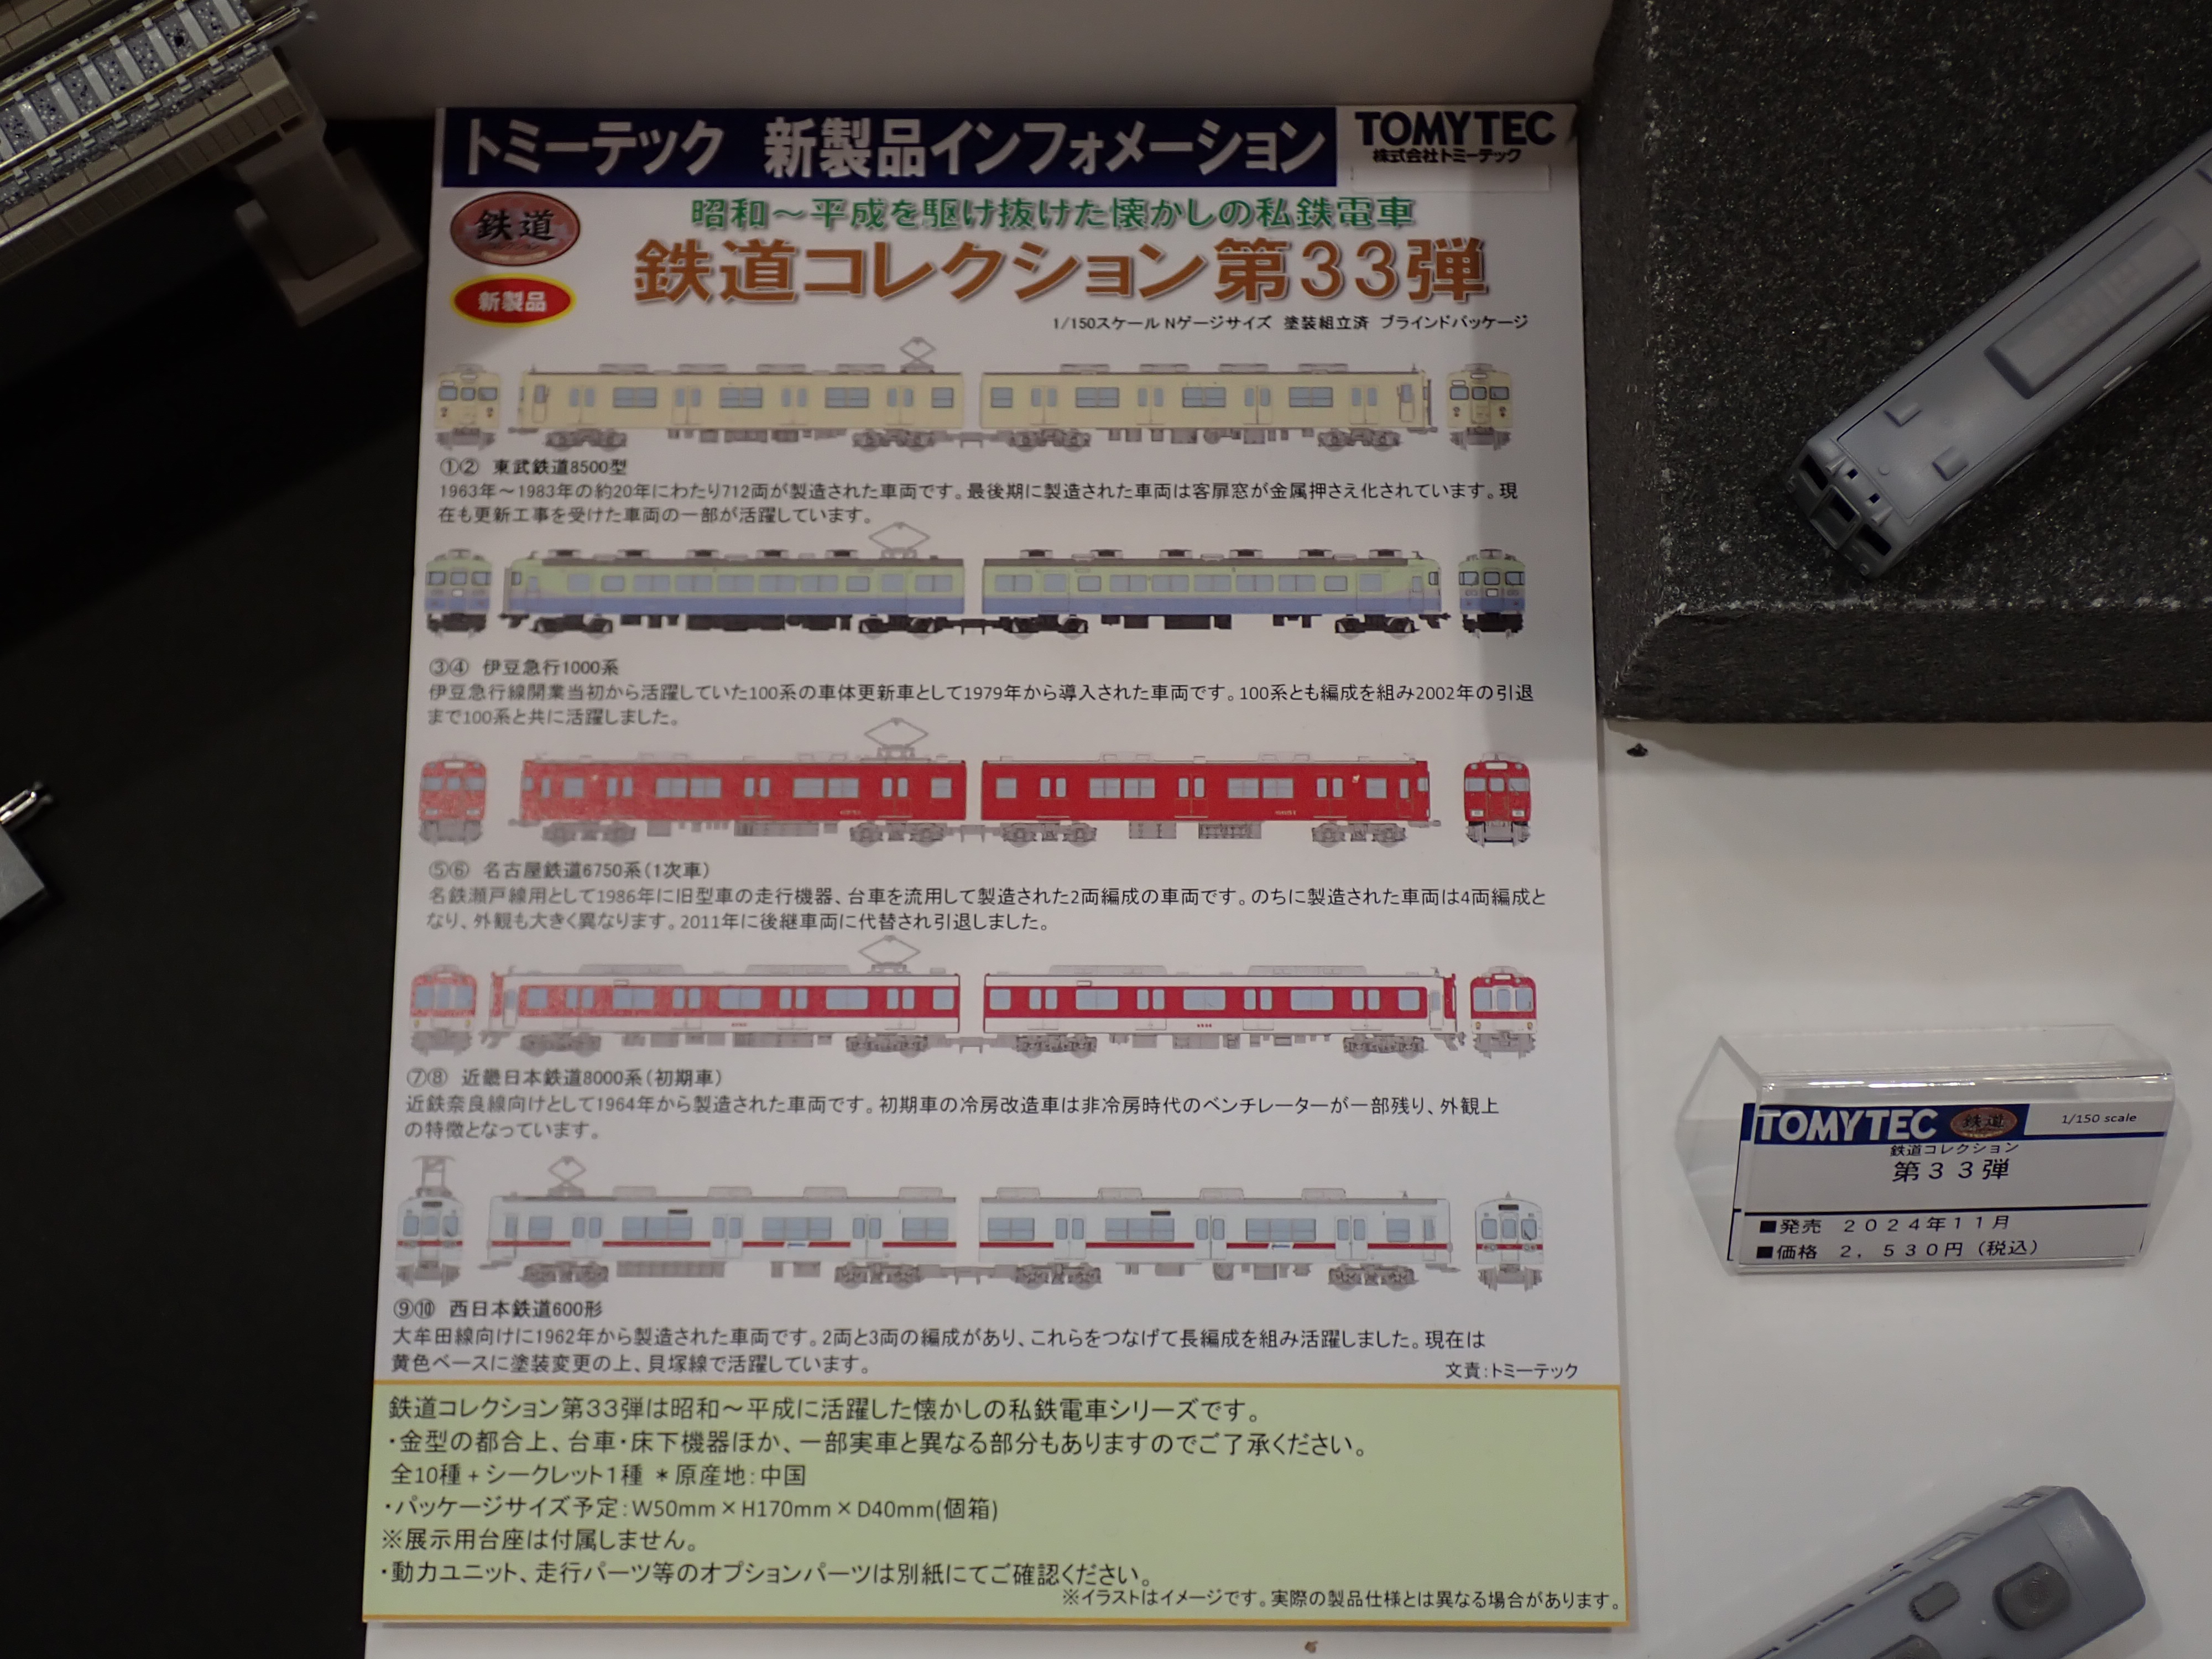 トミーテック 新製品インフォメーション
TOMYTEC
株式会社トミーテック
鉄道
昭和～平成を駆け抜けた懐かしの私鉄電車
鉄道コレクション第33弾
新製品
1/150スケール Nゲージサイズ 塗装組立済 ブラインドパッケージ
①② 東武鉄道8500型
1963年～1983年の約20年にわたり712両が製造された車両です。最後期に製造された車両は客扉窓が金属押さえ化されています。現
在も更新工事を受けた車両の一部が活躍しています。
③④ 伊豆急行1000系
伊豆急行線開業当初から活躍していた100系の車体更新車として1979年から導入された車両です。100系とも編成を組み2002年の引退
まで100系と共に活躍しました。
⑤⑥ 名古屋鉄道6750系(1次車)
名鉄瀬戸線用として1986年に旧型車の走行機器、台車を流用して製造された2両編成の車両です。のちに製造された車両は4両編成と
なり、外観も大きく異なります。2011年に後継車両に代替され引退しました。
⑦⑧ 近畿日本鉄道8000系(初期車)
近鉄奈良線向けとして1964年から製造された車両です。初期車の冷房改造車は非冷房時代のベンチレーターが一部残り、外観上
の特徴となっています。
⑨⑩ 西日本鉄道600形
大牟田線向けに1962年から製造された車両です。2両と3両の編成があり、これらをつなげて長編成を組み活躍しました。現在は
黄色ベースに塗装変更の上、貝塚線で活躍しています。
文責:トミーテック
鉄道コレクション第33弾は昭和～平成に活躍した懐かしの私鉄電車シリーズです。
・金型の都合上、台車・床下機器ほか、一部実車と異なる部分もありますのでご了承ください。
全10種+シークレット1種 *原産地:中国
・パッケージサイズ予定:W50mm×H170mm×D40mm(個箱)
※展示用台座は付属しません。
・動力ユニット、走行パーツ等のオプションパーツは別紙にてご確認ください。
※イラストはイメージです。実際の製品仕様とは異なる場合があります。
TOMYTEC 鉄道 1/150 scale
鉄道コレクション
第33弾
■発売 2024年11月
■価格 2,530円(税込)